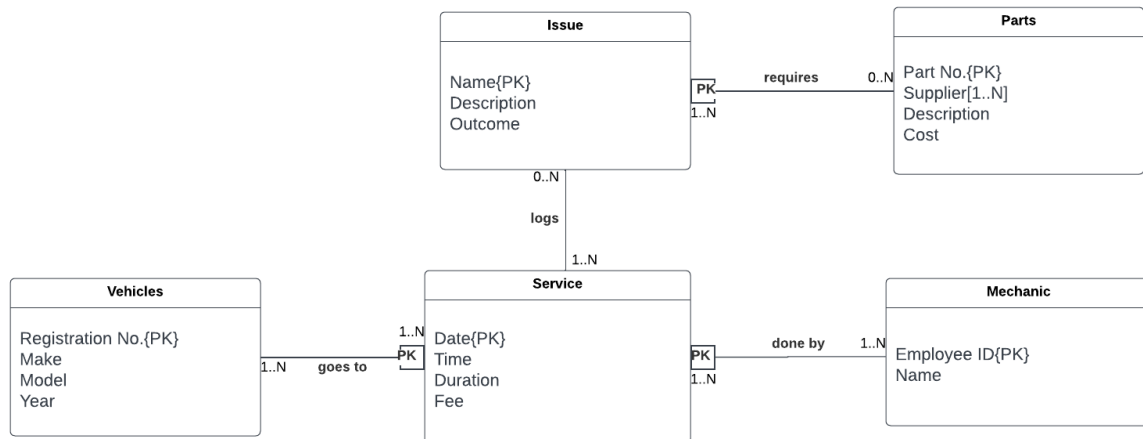 Issue
Name{PK}
Description
Outcome
PK
1..N
requires
0..N
Parts
Part No.{PK}
Supplier[1..N]
Description
Cost
0..N
logs
1..N
Vehicles
Registration No.{PK}
Make
Model
Year
1..N
goes to
1..N
PK
Service
Date{PK}
Time
Duration
Fee
PK
1..N
done by
1..N
Mechanic
Employee ID{PK}
Name